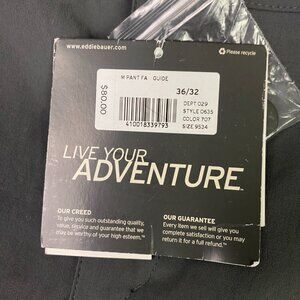 www.eddiebauer.com
Please recycle
M PANT FA GUIDE
36/32
$80.00
DEPT 029
STYLE 0635
COLOR 707
SIZE 9534
410018339793
LIVE YOUR
ADVENTURE
OUR CREED
To give you such outstanding quality,
value, service and guarantee that we
may be worthy of your high esteem.™
OUR GUARANTEE
Every item we sell will give you
complete satisfaction or you may
return it for a full refund.™